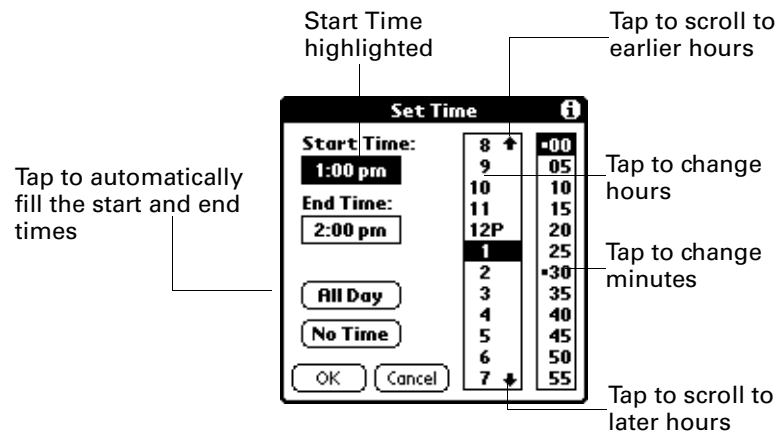 Start Time
highlighted
Tap to scroll to
earlier hours
Set Time
Start Time:
1:00 pm
End Time:
2:00 pm
All Day
No Time
OK
Cancel
8
9
10
11
12P
1
2
3
4
5
6
7
00
05
10
15
20
25
30
35
40
45
50
55
Tap to automatically
fill the start and end
times
Tap to change
hours
Tap to change
minutes
Tap to scroll to
later hours